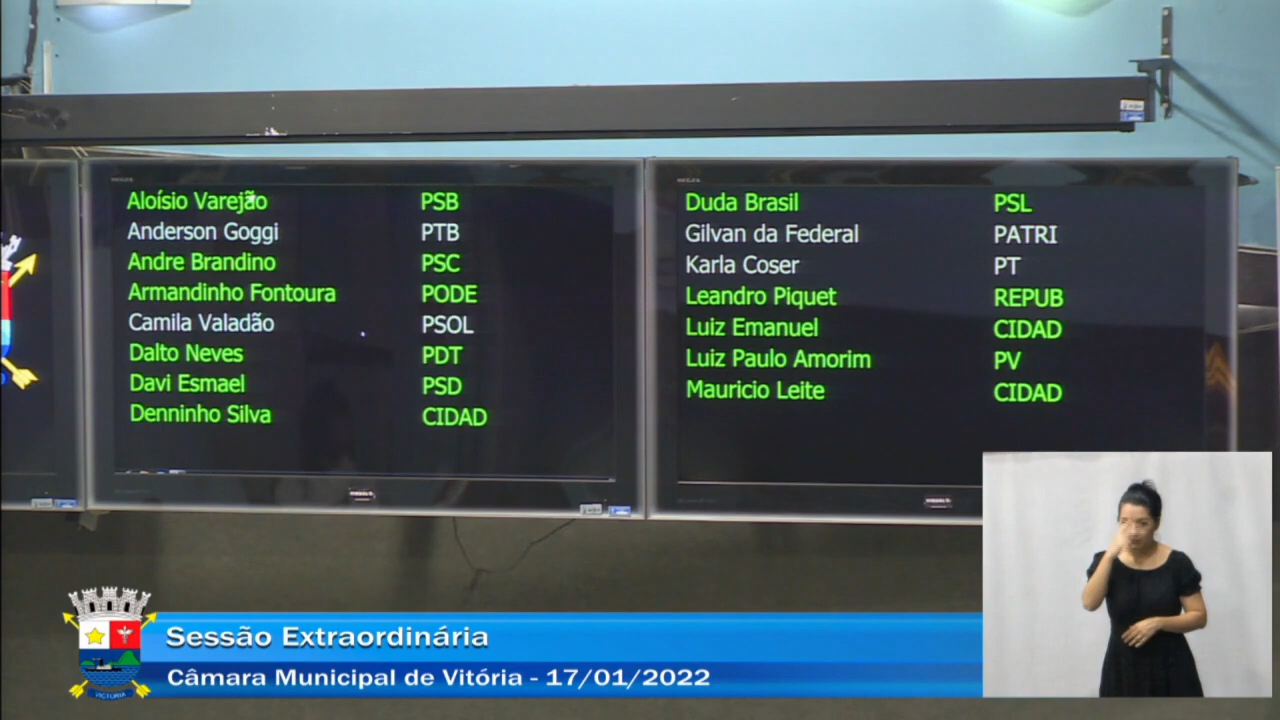 Aloísio Varejão PSB
Anderson Goggi PTB
Andre Brandino PSC
Armandinho Fontoura PODE
Camila Valadão PSOL
Dalto Neves PDT
Davi Esmael PSD
Denninho Silva CIDAD
Duda Brasil PSL
Gilvan da Federal PATRI
Karla Coser PT
Leandro Piquet REPUB
Luiz Emanuel CIDAD
Luiz Paulo Amorim PV
Mauricio Leite CIDAD
Sessão Extraordinária
Câmara Municipal de Vitória - 17/01/2022